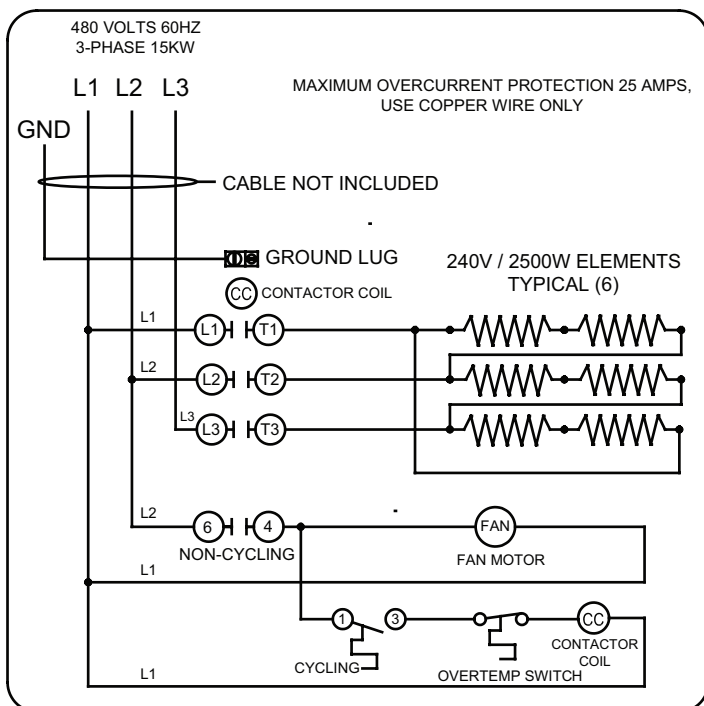 480 VOLTS 60HZ
3-PHASE 15KW
L1 L2 L3
MAXIMUM OVERCURRENT PROTECTION 25 AMPS,
USE COPPER WIRE ONLY
GND
CABLE NOT INCLUDED
GROUND LUG
240V / 2500W ELEMENTS
TYPICAL (6)
CC CONTACTOR COIL
L1 L1 T1
L2 L2 T2
L3 L3 T3
L2 6 4 FAN
NON-CYCLING
FAN MOTOR
L1
1 3 CC
CONTACTOR
COIL
CYCLING
OVERTEMP SWITCH
L1